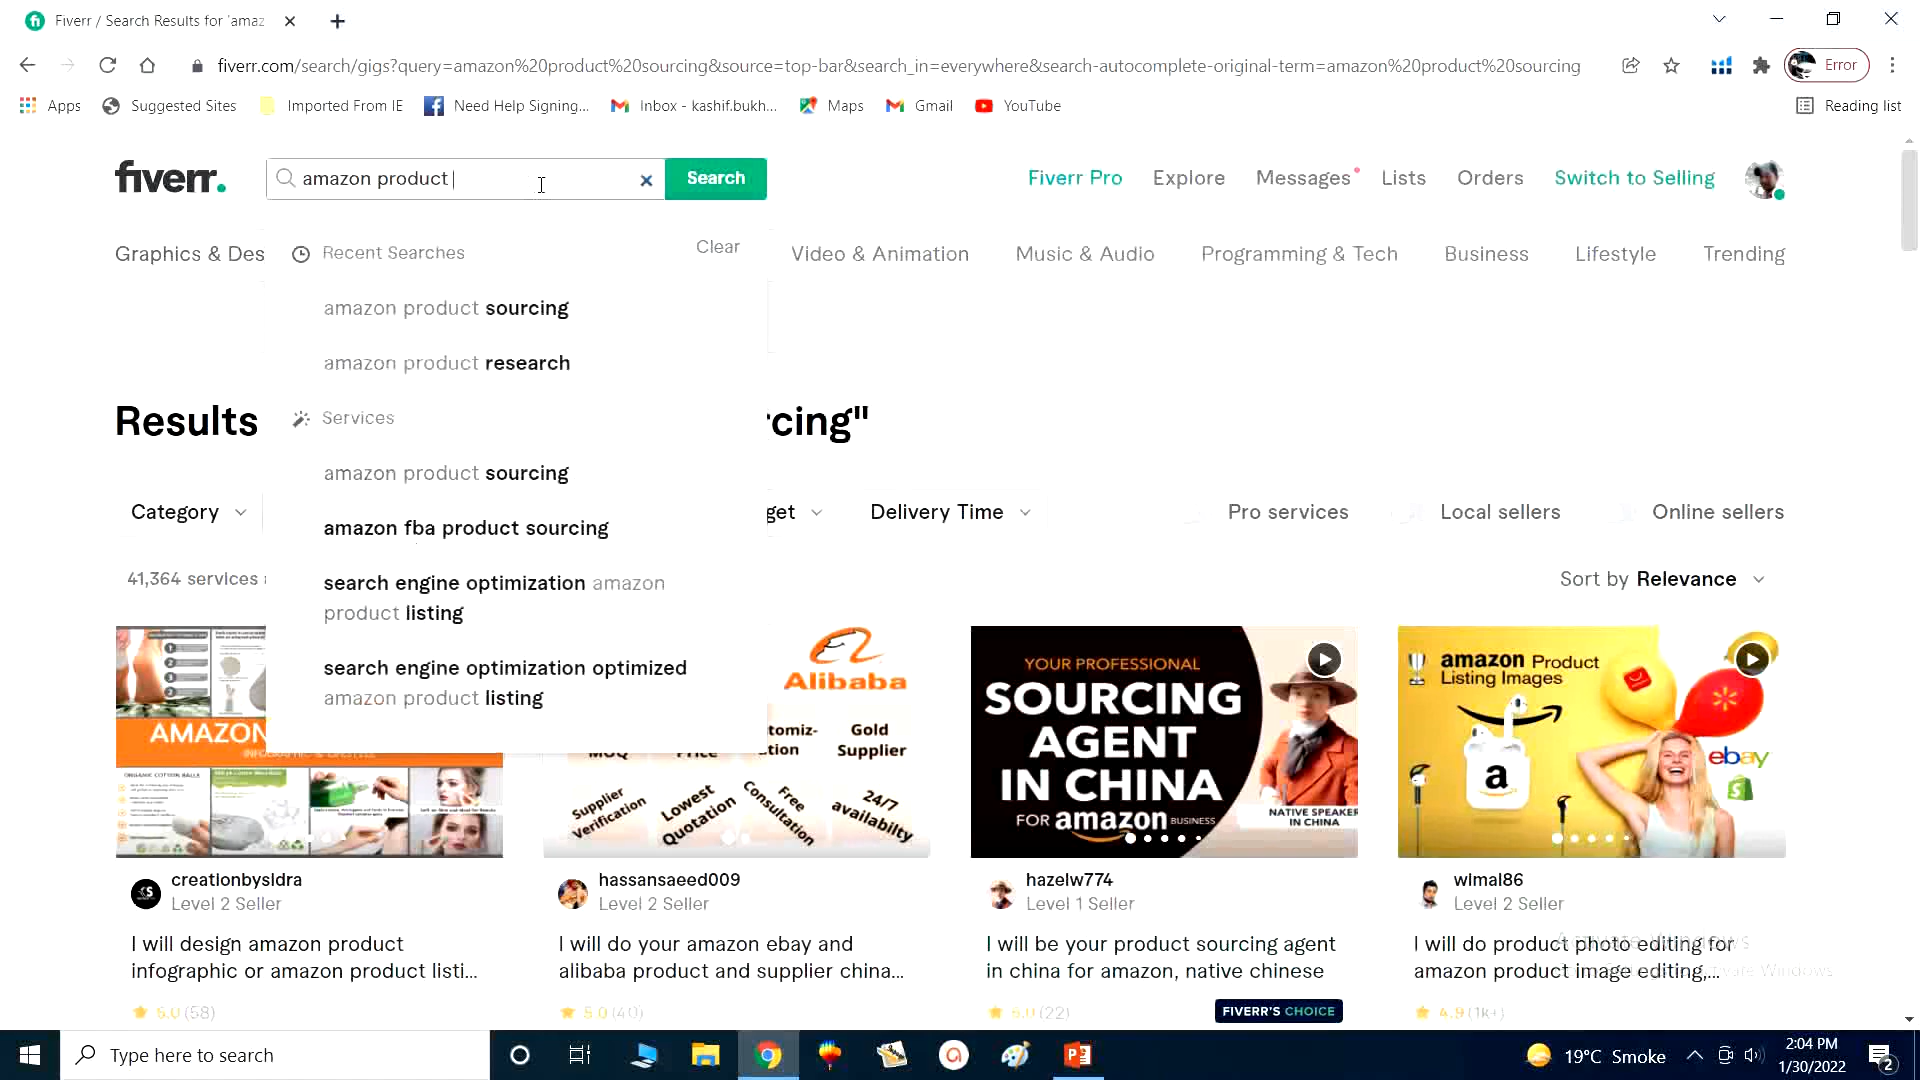 Fiverr / Search Results for 'amaz
fiverr.com/search/gigs?query=amazon%20product%20sourcing&source=top-bar&search_in=everywhere&search-autocomplete-original-term=amazon%20product%20sourcing
Error
Apps
Suggested Sites
Imported From IE
Need Help Signing...
Inbox - kashif.bukh...
Maps
Gmail
YouTube
Reading list
fiverr.
amazon product
Search
Fiverr Pro
Explore
Messages
Lists
Orders
Switch to Selling
Graphics & Des
Video & Animation
Music & Audio
Programming & Tech
Business
Lifestyle
Trending
Recent Searches
Clear
amazon product sourcing
amazon product research
Services
amazon product sourcing
amazon fba product sourcing
search engine optimization amazon
product listing
search engine optimization optimized
amazon product listing
Results
rcing"
Category
get
Delivery Time
Pro services
Local sellers
Online sellers
41,364 services
Sort by Relevance
AMAZON
ORGANIC COTTON BALLS
Alibaba
tomiz-
ation
Gold
Supplier
MOQ
Price
Supplier
Verification
Lowest
Quotation
Free
Consultation
24/7
availabilty
YOUR PROFESSIONAL
SOURCING
AGENT
IN CHINA
FOR amazon BUSINESS
NATIVE SPEAKER
IN CHINA
amazon Product
Listing Images
a
ebay
creationbysidra
Level 2 Seller
I will design amazon product
infographic or amazon product listi...
5.0 (58)
hassansaeed009
Level 2 Seller
I will do your amazon ebay and
alibaba product and supplier china...
5.0 (40)
hazelw774
Level 1 Seller
I will be your product sourcing agent
in china for amazon, native chinese
5.0 (22)
FIVERR'S CHOICE
wimal86
Level 2 Seller
I will do product photo editing for
amazon product image editing,...
4.9 (1k+)
Activate Windows
Type here to search
19°C Smoke
2:04 PM
1/30/2022
2